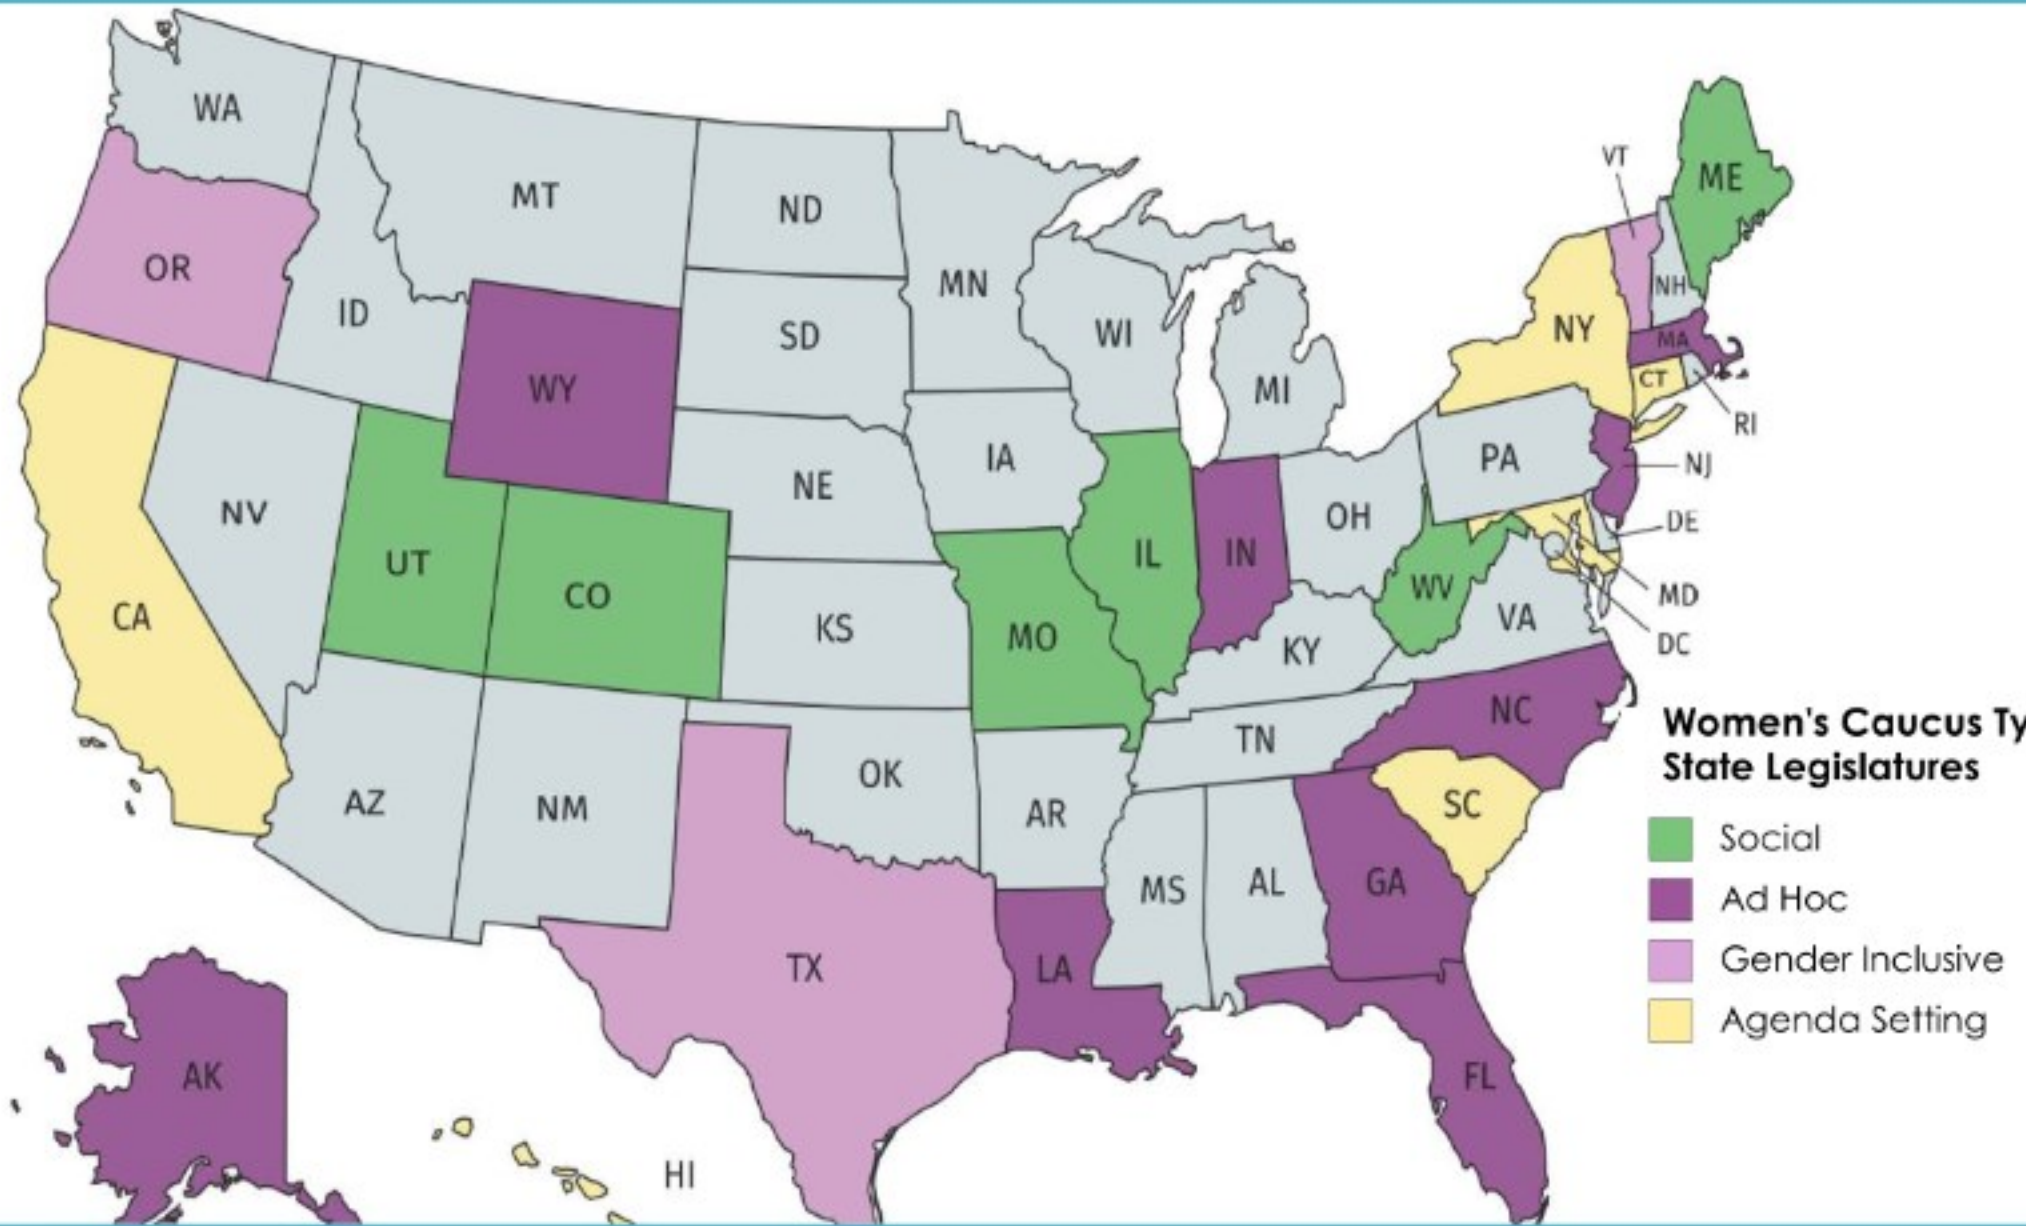 WA
VT
ME
MT
ND
OR
MN
NH
ID
SD
WI
NY
MA
WY
MI
CT
RI
IA
PA
NJ
NE
NV
OH
DE
UT
IL
IN
CO
WV
MD
CA
KS
MO
VA
DC
KY
NC
TN
Women's Caucus Ty
State Legislatures
OK
AZ
NM
AR
SC
Social
MS
AL
GA
Ad Hoc
TX
LA
Gender Inclusive
Agenda Setting
AK
FL
HI